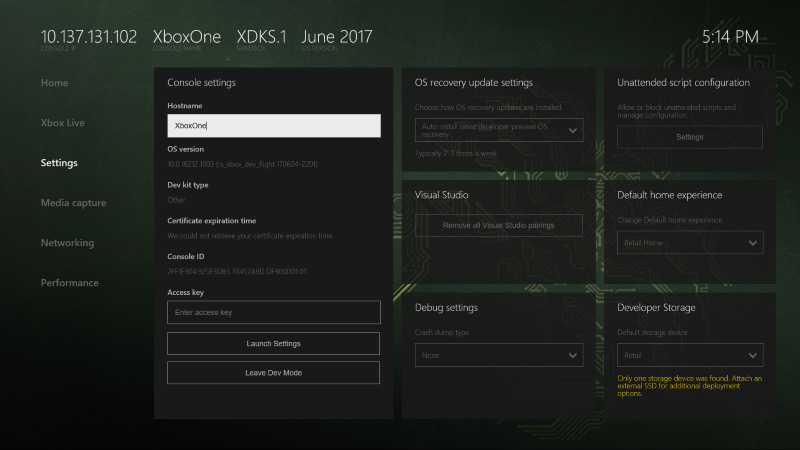 10.137.131.102 XboxOne XDKS.1 June 2017 5:14 PM
CONSOLE IP CONSOLE NAME SANDBOX OS VERSION
Home
Xbox Live
Settings
Media capture
Networking
Performance
Console settings
Hostname
XboxOne
OS version
10.0.16212.1003 (rs_xbox_dev_flight.170604-2201)
Dev kit type
Other
Certificate expiration time
We could not retrieve your certificate expiration time.
Console ID
Access key
Enter access key
Launch Settings
Leave Dev Mode
OS recovery update settings
Choose how OS recovery updates are installed.
Auto-install latest developer preview OS
recovery
Typically 2-3 times a week
Visual Studio
Remove all Visual Studio pairings
Debug settings
Crash dump type
None
Unattended script configuration
Allow or block unattended scripts and
manage configuration.
Settings
Default home experience
Change Default home experience
Retail Home
Developer Storage
Default storage device
Retail
Only one storage device was found. Attach an
external SSD for additional deployment
options.